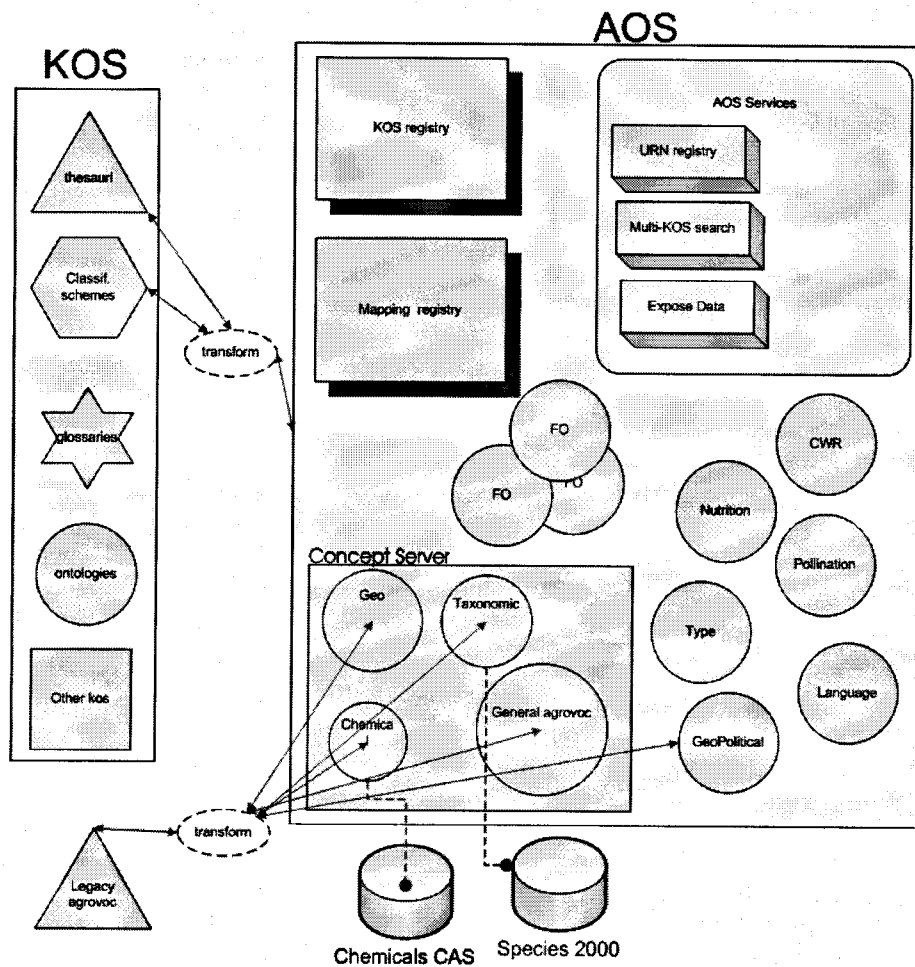 KOS
thesauri
Classif.
schemes
glossaries
ontologies
Other kos
transform
AOS
KOS registry
Mapping registry
AOS Services
URN registry
Multi-KOS search
Expose Data
FO
FO
FO
CWR
Nutrition
Pollination
Type
Language
GeoPolitical
Concept Server
Geo
Taxonomic
Chemica
l
General agrovoc
transform
Legacy
agrovoc
Chemicals CAS
Species 2000